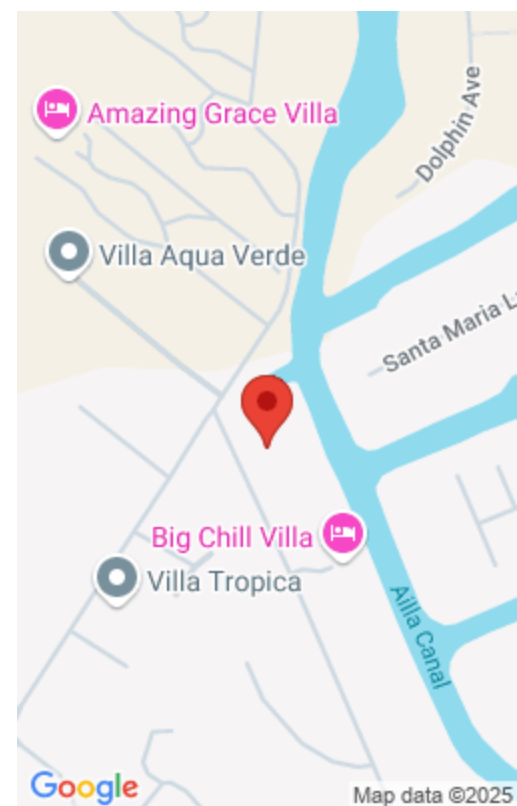 Amazing Grace Villa
Dolphin Ave
Villa Aqua Verde
Santa Maria L
Big Chill Villa
Villa Tropica
Ailla Canal
Google
Map data ©2025